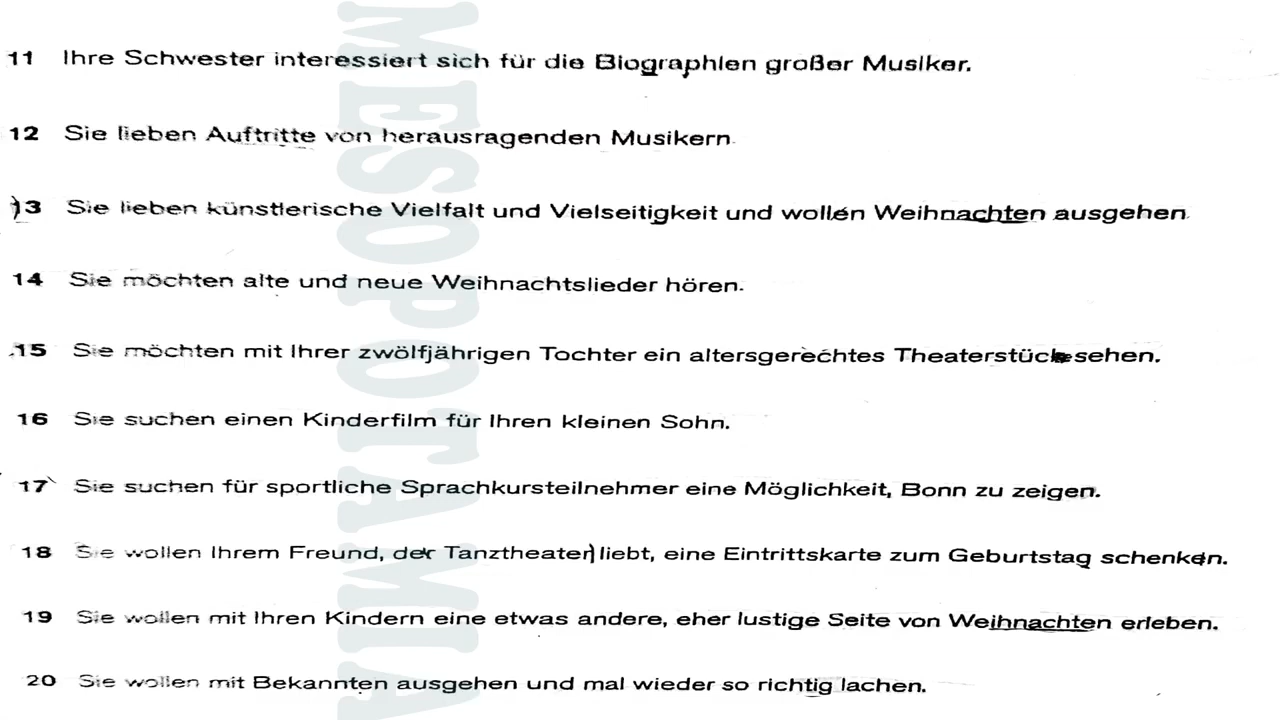 11 Ihre Schwester interessiert sich für die Biographien großer Musiker.
12 Sie lieben Auftritte von herausragenden Musikern.
13 Sie lieben künstlerische Vielfalt und Vielseitigkeit und wollen Weihnachten ausgehen.
14 Sie möchten alte und neue Weihnachtslieder hören.
15 Sie möchten mit Ihrer zwölfjährigen Tochter ein altersgerechtes Theaterstück sehen.
16 Sie suchen einen Kinderfilm für Ihren kleinen Sohn.
17 Sie suchen für sportliche Sprachkursteilnehmer eine Möglichkeit, Bonn zu zeigen.
18 Sie wollen Ihrem Freund, der Tanztheater liebt, eine Eintrittskarte zum Geburtstag schenken.
19 Sie wollen mit Ihren Kindern eine etwas andere, eher lustige Seite von Weihnachten erleben.
20 Sie wollen mit Bekannten ausgehen und mal wieder so richtig lachen.
MESOPOTAMIA